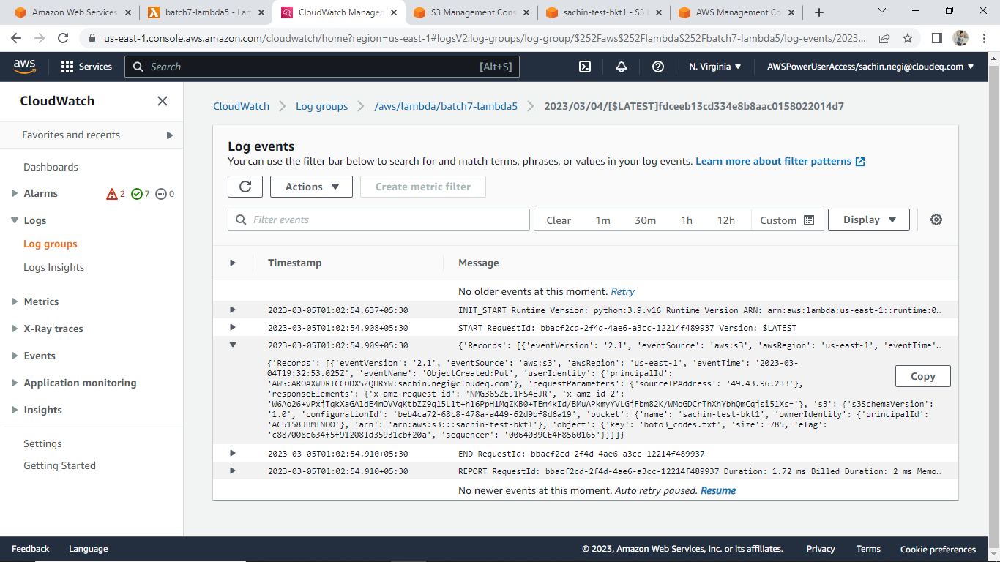 Amazon Web Services
batch7-lambda5 - Lam
CloudWatch Managem
S3 Management Cons
sachin-test-bkt1 - S3 b
AWS Management Co
us-east-1.console.aws.amazon.com/cloudwatch/home?region=us-east-1#logsV2:log-groups/log-group/$252Faws$252Flambda$252Fbatch7-lambda5/log-events/2023...
aws
Services
Search
[Alt+S]
N. Virginia
AWSPowerUserAccess/sachin.negi@cloudeq.com
CloudWatch
Favorites and recents
Dashboards
Alarms 2 7 0
Logs
Log groups
Logs Insights
Metrics
X-Ray traces
Events
Application monitoring
Insights
Settings
Getting Started
CloudWatch
Log groups
/aws/lambda/batch7-lambda5
2023/03/04/[$LATEST]fdceeb13cd334e8b8aac0158022014d7
Log events
You can use the filter bar below to search for and match terms, phrases, or values in your log events. Learn more about filter patterns
Actions
Create metric filter
Filter events
Clear 1m 30m 1h 12h Custom
Display
Timestamp Message
No older events at this moment. Retry
2023-03-05T01:02:54.637+05:30 INIT_START Runtime Version: python:3.9.v16 Runtime Version ARN: arn:aws:lambda:us-east-1::runtime:0…
2023-03-05T01:02:54.908+05:30 START RequestId: bbacf2cd-2f4d-4ae6-a3cc-12214f489937 Version: $LATEST
2023-03-05T01:02:54.909+05:30 {'Records': [{'eventVersion': '2.1', 'eventSource': 'aws:s3', 'awsRegion': 'us-east-1', 'eventTime'…
{'Records': [{'eventVersion': '2.1', 'eventSource': 'aws:s3', 'awsRegion': 'us-east-1', 'eventTime': '2023-03-
04T19:32:53.025Z', 'eventName': 'ObjectCreated:Put', 'userIdentity': {'principalId':
'AWS:AROAXWDRTCCODXSZQHRYW:sachin.negi@cloudeq.com'}, 'requestParameters': {'sourceIPAddress': '49.43.96.233'},
'responseElements': {'x-amz-request-id': 'NMG36SZEJ1FS4EJR', 'x-amz-id-2':
'W6Ao26+vPxjTqkXaGAldE4mOVVqKtbZZ9q15L1t+h16PpH1MqZKB0+TEm4kId/BMuAPkmyYVLGjFbm82K/WMoGDCrThXhYbhQmCqjsi51Xs='}, 's3': {'s3SchemaVersion':
'1.0', 'configurationId': 'beb4ca72-68c8-478a-a449-62d9bf8d6a19', 'bucket': {'name': 'sachin-test-bkt1', 'ownerIdentity': {'principalId':
'AC5158JBMTNOO'}, 'arn': 'arn:aws:s3:::sachin-test-bkt1'}, 'object': {'key': 'boto3_codes.txt', 'size': 785, 'eTag':
'c887008c634f5f912081d35931cbf20a', 'sequencer': '0064039CE4F8560165'}}}]}
Copy
2023-03-05T01:02:54.910+05:30 END RequestId: bbacf2cd-2f4d-4ae6-a3cc-12214f489937
2023-03-05T01:02:54.910+05:30 REPORT RequestId: bbacf2cd-2f4d-4ae6-a3cc-12214f489937 Duration: 1.72 ms Billed Duration: 2 ms Memo…
No newer events at this moment. Auto retry paused. Resume
Feedback Language
© 2023, Amazon Web Services, Inc. or its affiliates. Privacy Terms Cookie preferences